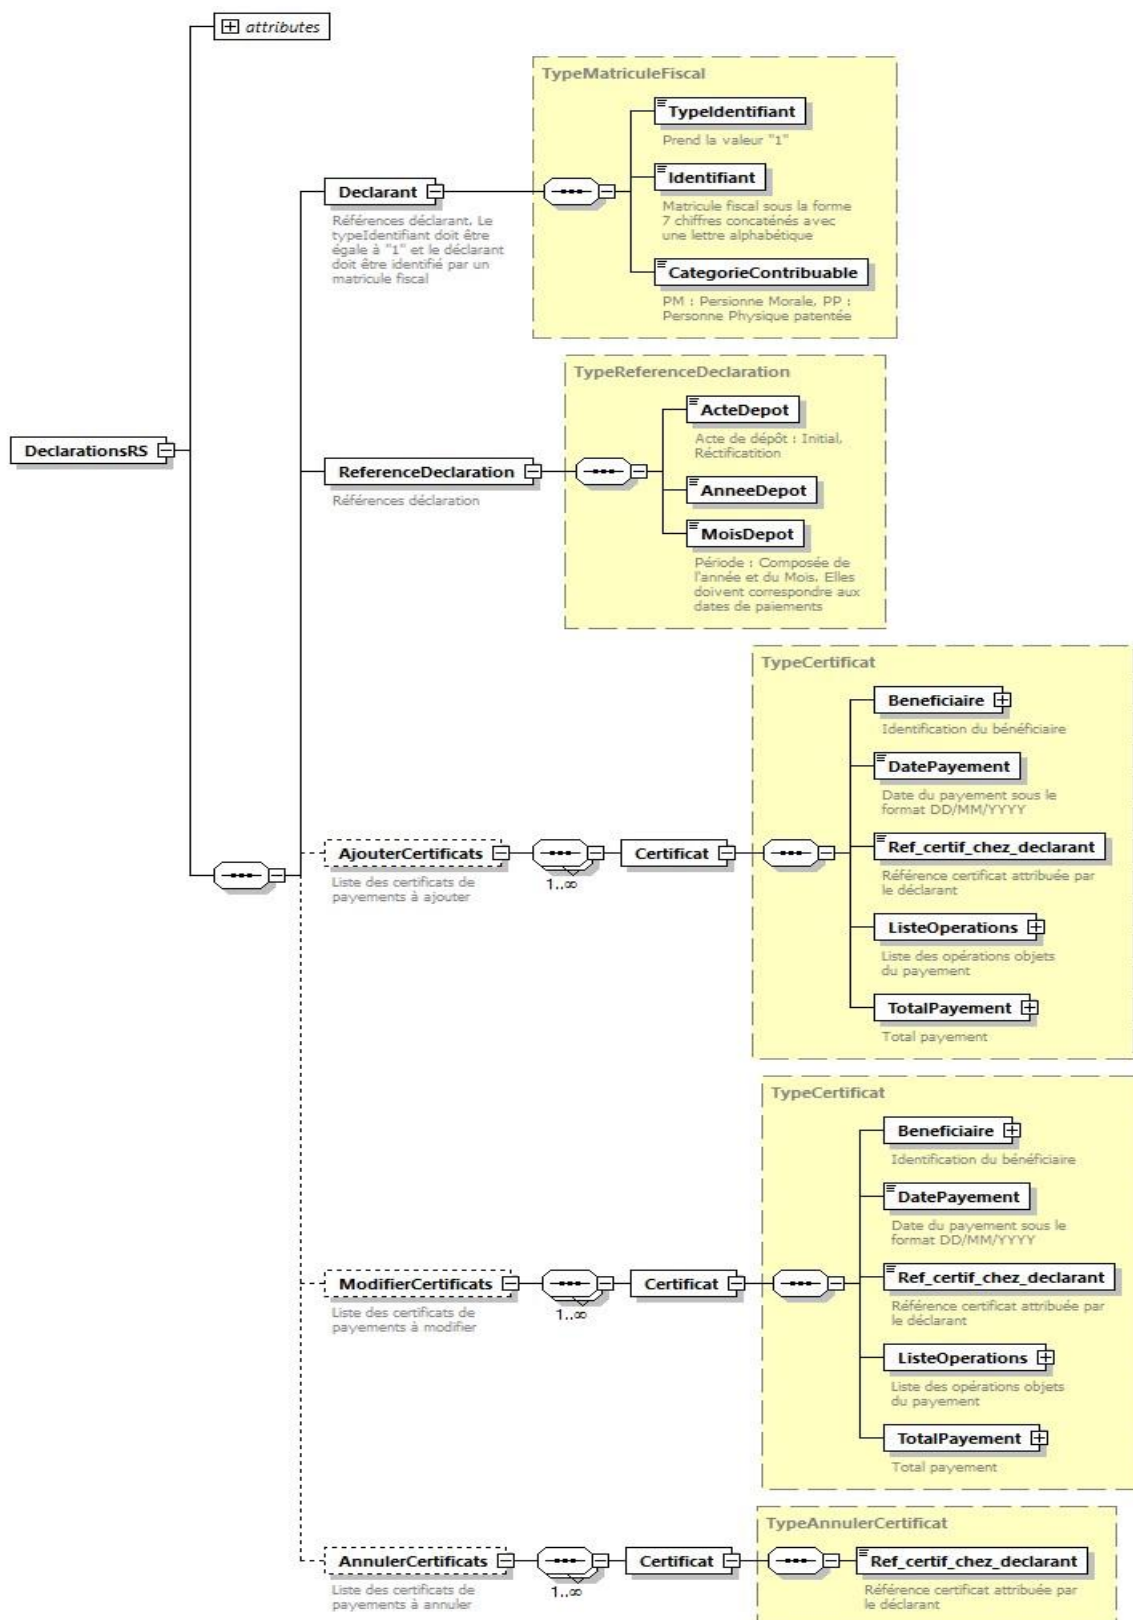 attributes
TypeMatriculeFiscal
TypeIdentifiant
Prend la valeur "1"
Declarant
Identifiant
Références déclarant. Le
typeIdentifiant doit être
égale à "1" et le déclarant
doit être identifié par un
matricule fiscal
Matricule fiscal sous la forme
7 chiffres concaténés avec
une lettre alphabétique
CategorieContribuable
PM : Persionne Morale, PP :
Personne Physique patentée
TypeReferenceDeclaration
ActeDepot
Acte de dépôt : Initial,
Réctificatition
DeclarationsRS
ReferenceDeclaration
Références déclaration
AnneeDepot
MoisDepot
Période : Composée de
l'année et du Mois. Elles
doivent correspondre aux
dates de paiements
TypeCertificat
Beneficiaire
Identification du bénéficiaire
DatePayement
Date du payement sous le
format DD/MM/YYYY
AjouterCertificats
Liste des certificats de
payements à ajouter
1..∞
Certificat
Ref_certif_chez_declarant
Référence certificat attribuée par
le déclarant
ListeOperations
Liste des opérations objets
du payement
TotalPayement
Total payement
TypeCertificat
Beneficiaire
Identification du bénéficiaire
DatePayement
Date du payement sous le
format DD/MM/YYYY
ModifierCertificats
Liste des certificats de
payements à modifier
1..∞
Certificat
Ref_certif_chez_declarant
Référence certificat attribuée par
le déclarant
ListeOperations
Liste des opérations objets
du payement
TotalPayement
Total payement
TypeAnnulerCertificat
AnnulerCertificats
Liste des certificats de
payements à annuler
1..∞
Certificat
Ref_certif_chez_declarant
Référence certificat attribuée par
le déclarant